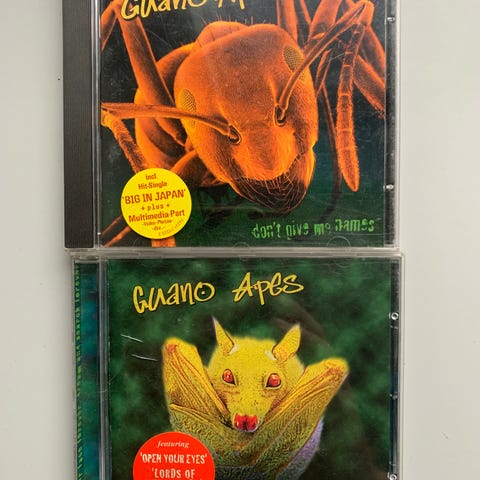 Guano Apes
incl.
Hit-Single
'BIG IN JAPAN'
+ plus +
Multimedia-Part
don't give me names
Guano Apes
featuring
'OPEN YOUR EYES'
'LORDS OF